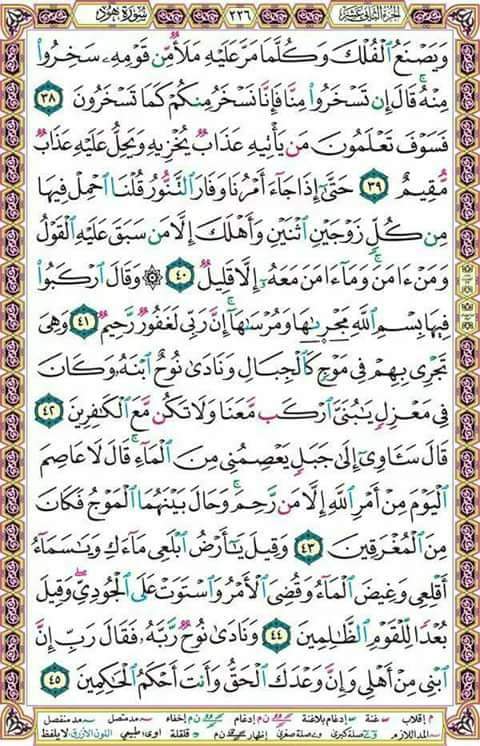 الجزء الثاني عشر ٢٢٦ سورة هود
وَيَصْنَعُ ٱلْفُلْكَ وَكُلَّمَا مَرَّ عَلَيْهِ مَلَأٌ مِّن قَوْمِهِۦ سَخِرُوا۟
مِنْهُ ۚ قَالَ إِن تَسْخَرُوا۟ مِنَّا فَإِنَّا نَسْخَرُ مِنكُمْ كَمَا تَسْخَرُونَ ٣٨
فَسَوْفَ تَعْلَمُونَ مَن يَأْتِيهِ عَذَابٌ يُخْزِيهِ وَيَحِلُّ عَلَيْهِ عَذَابٌ
مُّقِيمٌ ٣٩ حَتَّىٰٓ إِذَا جَآءَ أَمْرُنَا وَفَارَ ٱلتَّنُّورُ قُلْنَا ٱحْمِلْ فِيهَا
مِن كُلٍّ زَوْجَيْنِ ٱثْنَيْنِ وَأَهْلَكَ إِلَّا مَن سَبَقَ عَلَيْهِ ٱلْقَوْلُ
وَمَنْ ءَامَنَ ۚ وَمَآ ءَامَنَ مَعَهُۥٓ إِلَّا قَلِيلٌ ٤٠ ۞ وَقَالَ ٱرْكَبُوا۟
فِيهَا بِسْمِ ٱللَّهِ مَجْر۪ىٰهَا وَمُرْسَىٰهَآ ۚ إِنَّ رَبِّى لَغَفُورٌ رَّحِيمٌ ٤١ وَهِىَ
تَجْرِى بِهِمْ فِى مَوْجٍ كَٱلْجِبَالِ وَنَادَىٰ نُوحٌ ٱبْنَهُۥ وَكَانَ
فِى مَعْزِلٍ يَٰبُنَىَّ ٱرْكَب مَّعَنَا وَلَا تَكُن مَّعَ ٱلْكَٰفِرِينَ ٤٢
قَالَ سَـَٔاوِىٓ إِلَىٰ جَبَلٍ يَعْصِمُنِى مِنَ ٱلْمَآءِ ۚ قَالَ لَا عَاصِمَ
ٱلْيَوْمَ مِنْ أَمْرِ ٱللَّهِ إِلَّا مَن رَّحِمَ ۚ وَحَالَ بَيْنَهُمَا ٱلْمَوْجُ فَكَانَ
مِنَ ٱلْمُغْرَقِينَ ٤٣ وَقِيلَ يَٰٓأَرْضُ ٱبْلَعِى مَآءَكِ وَيَٰسَمَآءُ
أَقْلِعِى وَغِيضَ ٱلْمَآءُ وَقُضِىَ ٱلْأَمْرُ وَٱسْتَوَتْ عَلَى ٱلْجُودِىِّ ۖ وَقِيلَ
بُعْدًا لِّلْقَوْمِ ٱلظَّٰلِمِينَ ٤٤ وَنَادَىٰ نُوحٌ رَّبَّهُۥ فَقَالَ رَبِّ إِنَّ
ٱبْنِى مِنْ أَهْلِى وَإِنَّ وَعْدَكَ ٱلْحَقُّ وَأَنتَ أَحْكَمُ ٱلْحَٰكِمِينَ ٤٥
م إقلاب غنة إدغام بلاغنة ن م إدغام ن م إخفاء مد متصل مد منفصل
المد اللازم صلة كبرى و صلة صغرى إظهار قلقلة اوى: طبيعي اللون الأزرق: لا يلفظ